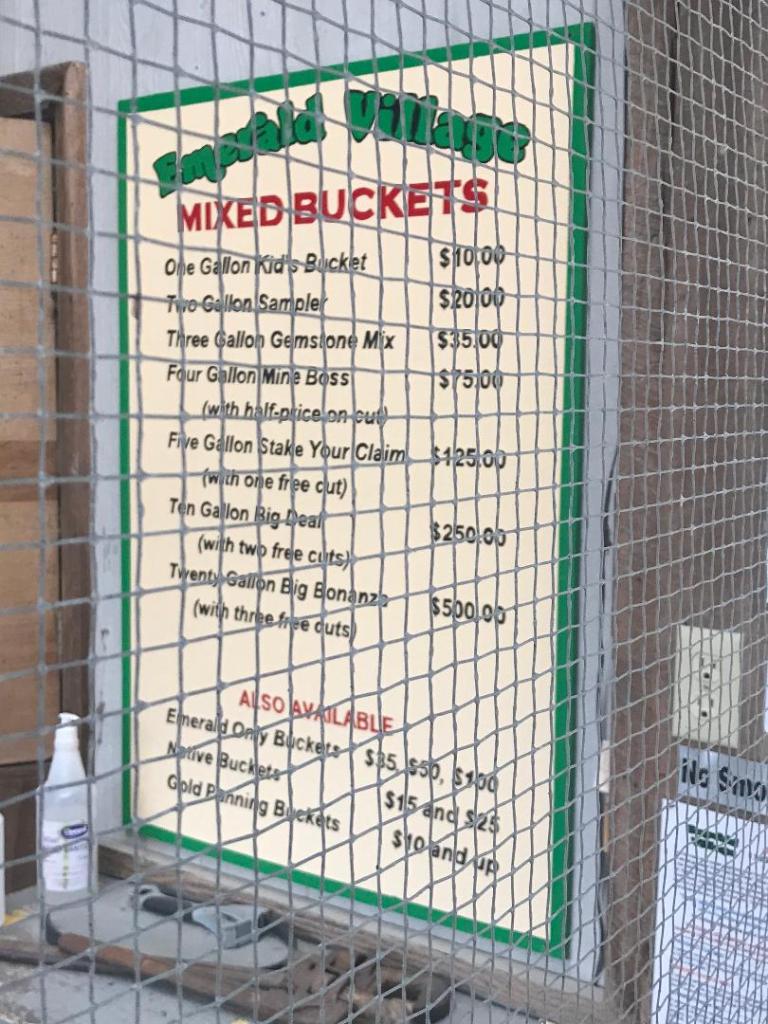 Emerald Village
MIXED BUCKETS
One Gallon Kid's Bucket $10.00
Two Gallon Sampler $20.00
Three Gallon Gemstone Mix $35.00
Four Gallon Mine Boss $75.00
(with half-price on cut)
Five Gallon Stake Your Claim $125.00
(with one free cut)
Ten Gallon Big Deal $250.00
(with two free cuts)
Twenty Gallon Big Bonanza $500.00
(with three free cuts)
ALSO AVAILABLE
Emerald Only Buckets $35, $50, $100
Native Buckets $15 and $25
Gold Panning Buckets $10 and up
No Smo